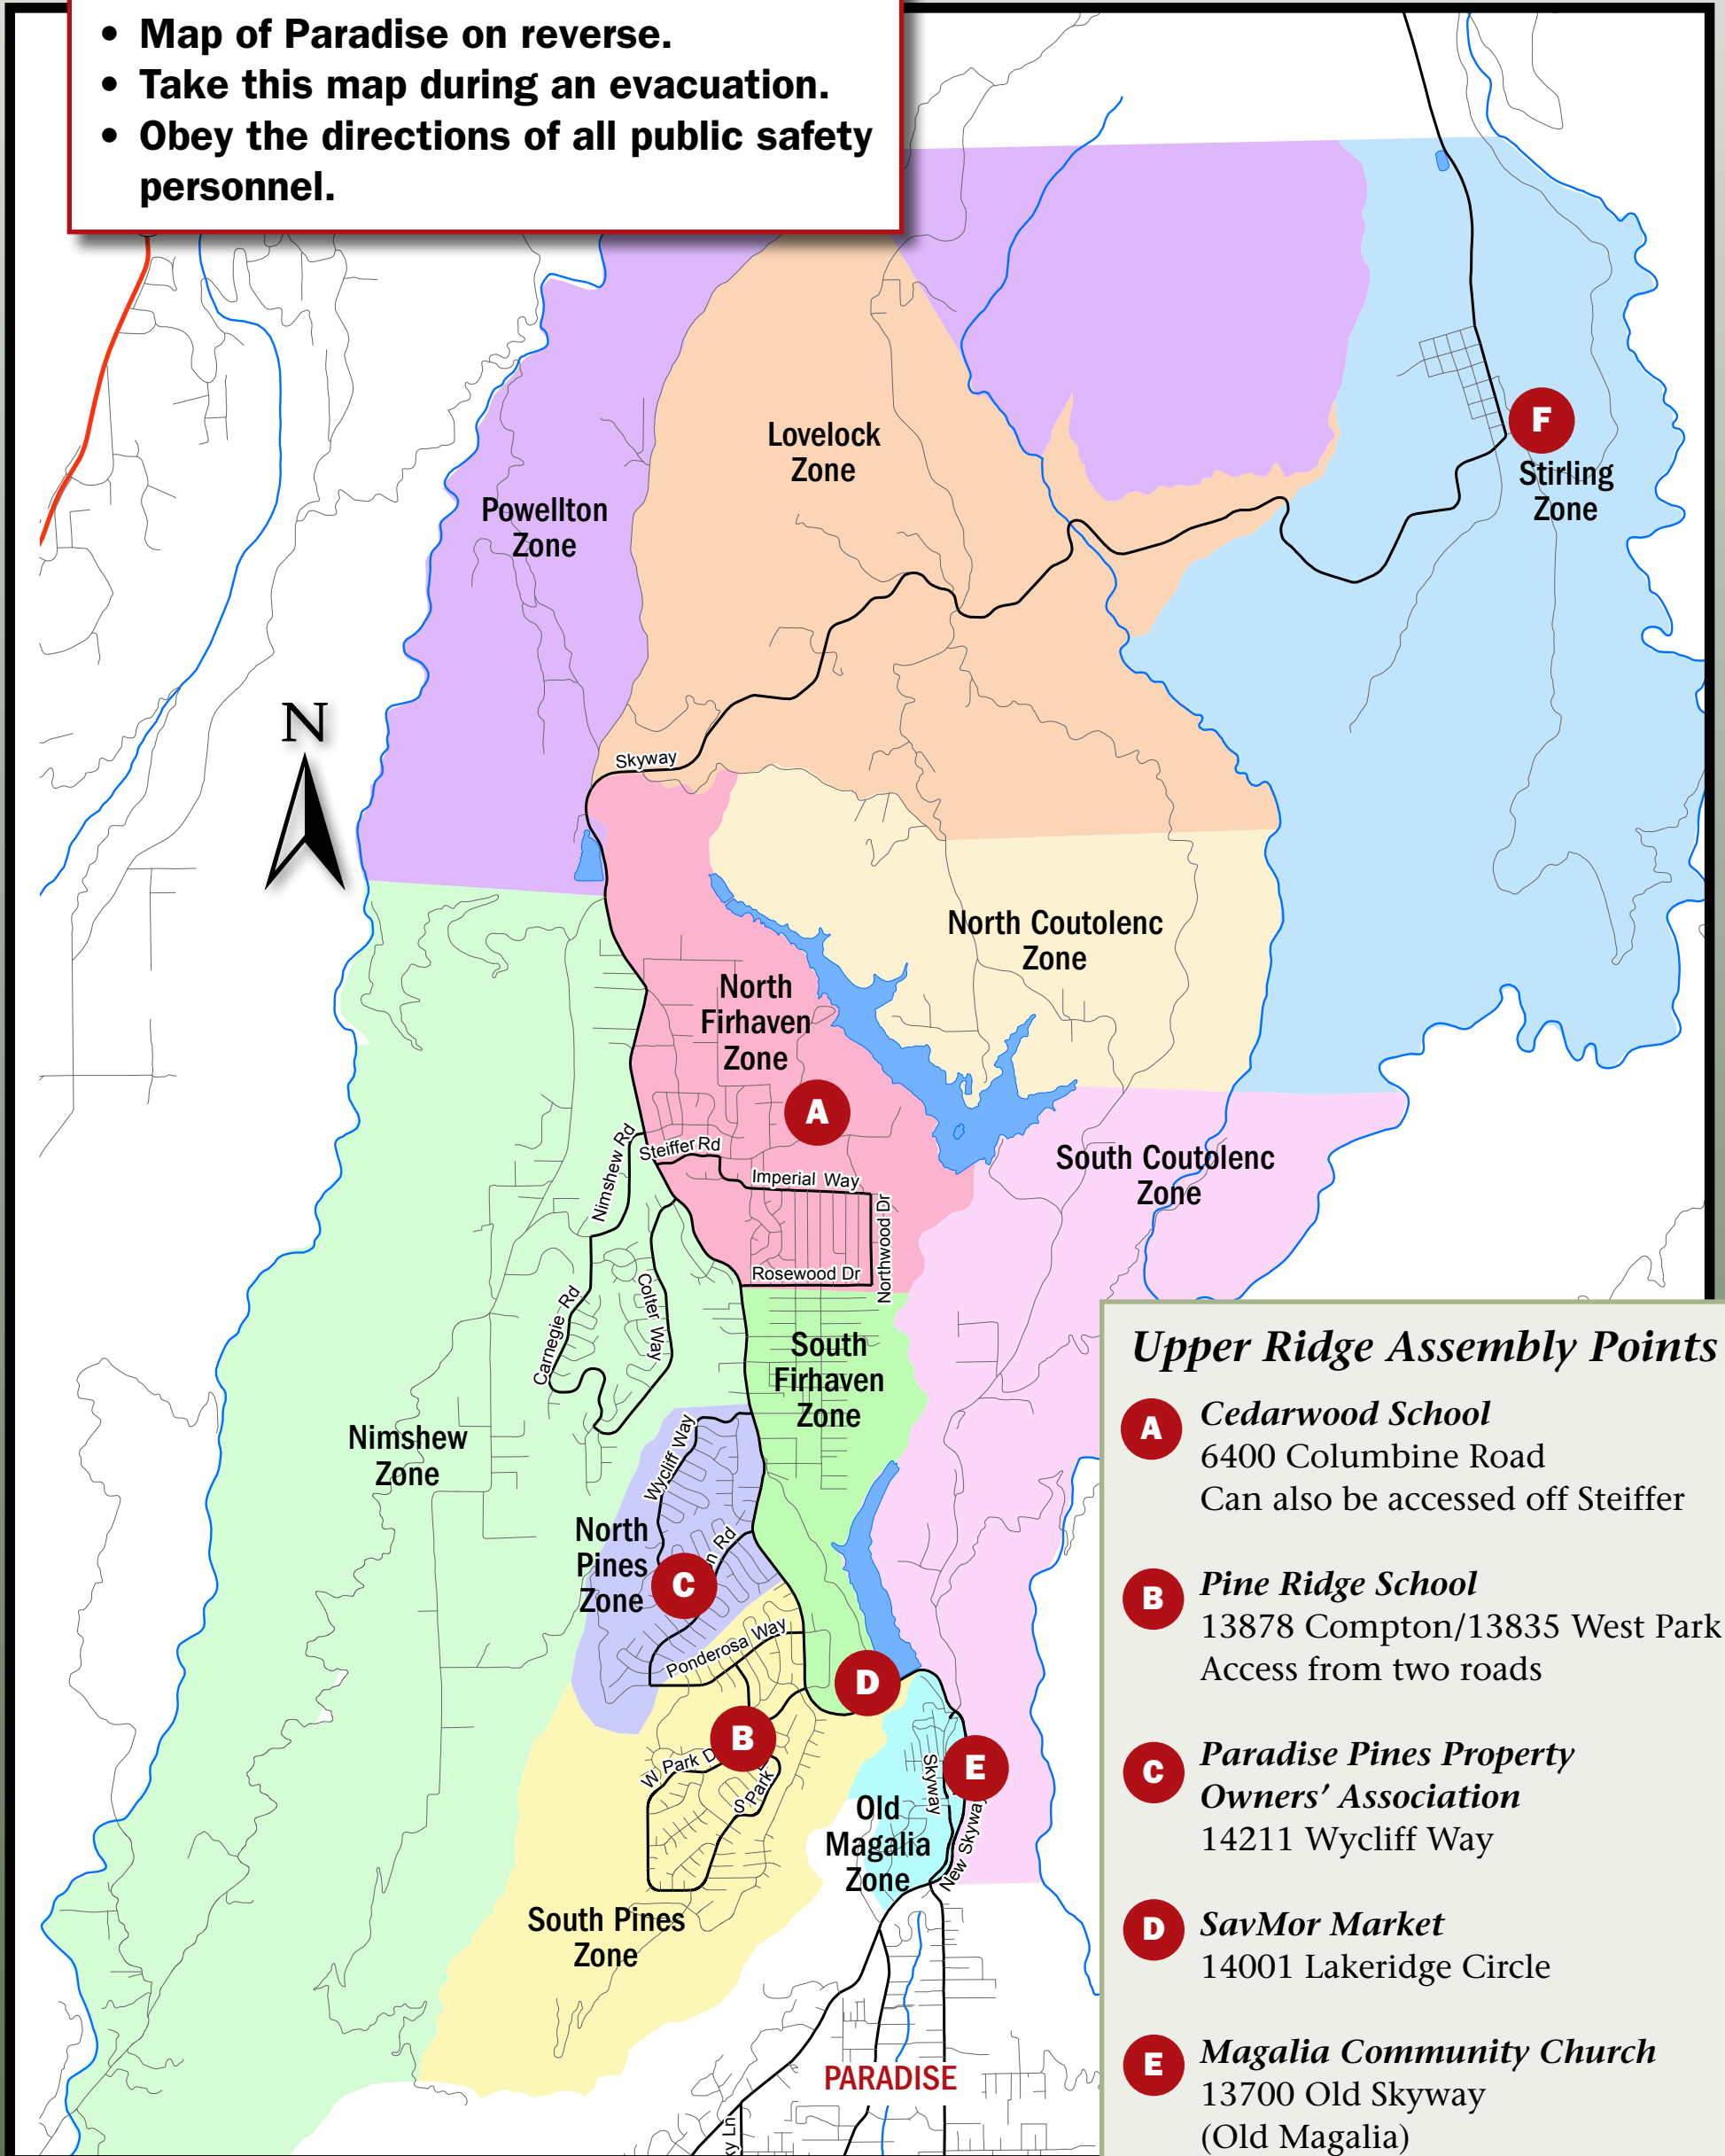 • Map of Paradise on reverse.
• Take this map during an evacuation.
• Obey the directions of all public safety
personnel.
F
Stirling
Zone
Lovelock
Zone
Powellton
Zone
N
Skyway
North Coutolenc
Zone
North
Firhaven
Zone
A
Nimshew Rd
Steiffer Rd
Imperial Way
Northwood Dr
Rosewood Dr
South Coutolenc
Zone
Carnegie Rd
Colter Way
South
Firhaven
Zone
Nimshew
Zone
Wycliff Way
North
Pines
Zone
C
Rd
Ponderosa Way
D
B
W Park
S Park
E
Skyway
New Skyway
Old
Magalia
Zone
South Pines
Zone
PARADISE
Upper Ridge Assembly Points
A Cedarwood School
6400 Columbine Road
Can also be accessed off Steiffer
B Pine Ridge School
13878 Compton/13835 West Park
Access from two roads
C Paradise Pines Property
Owners’ Association
14211 Wycliff Way
D SavMor Market
14001 Lakeridge Circle
E Magalia Community Church
13700 Old Skyway
(Old Magalia)